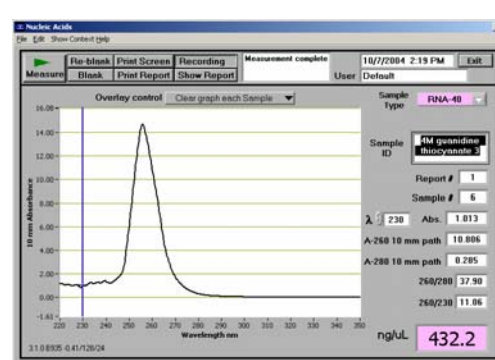 Nucleic Acids
File Edit Show Context Help
Measure Re-blank Print Screen Recording Measurement complete 10/7/2004 2:19 PM Exit
Blank Print Report Show Report User Default
Overlay control Clear graph each Sample Sample Type RNA-40
Sample ID 4M guanidine thiocyanate 3
Report # 1
Sample # 6
λ 230 Abs. 1.013
A-260 10 mm path 10.806
A-280 10 mm path 0.285
260/280 37.90
260/230 11.06
ng/uL 432.2
10 mm Absorbance
16.00
14.00
12.00
10.00
8.00
6.00
4.00
2.00
0.00
-1.61
220 230 240 250 260 270 280 290 300 310 320 330 340 350
Wavelength nm